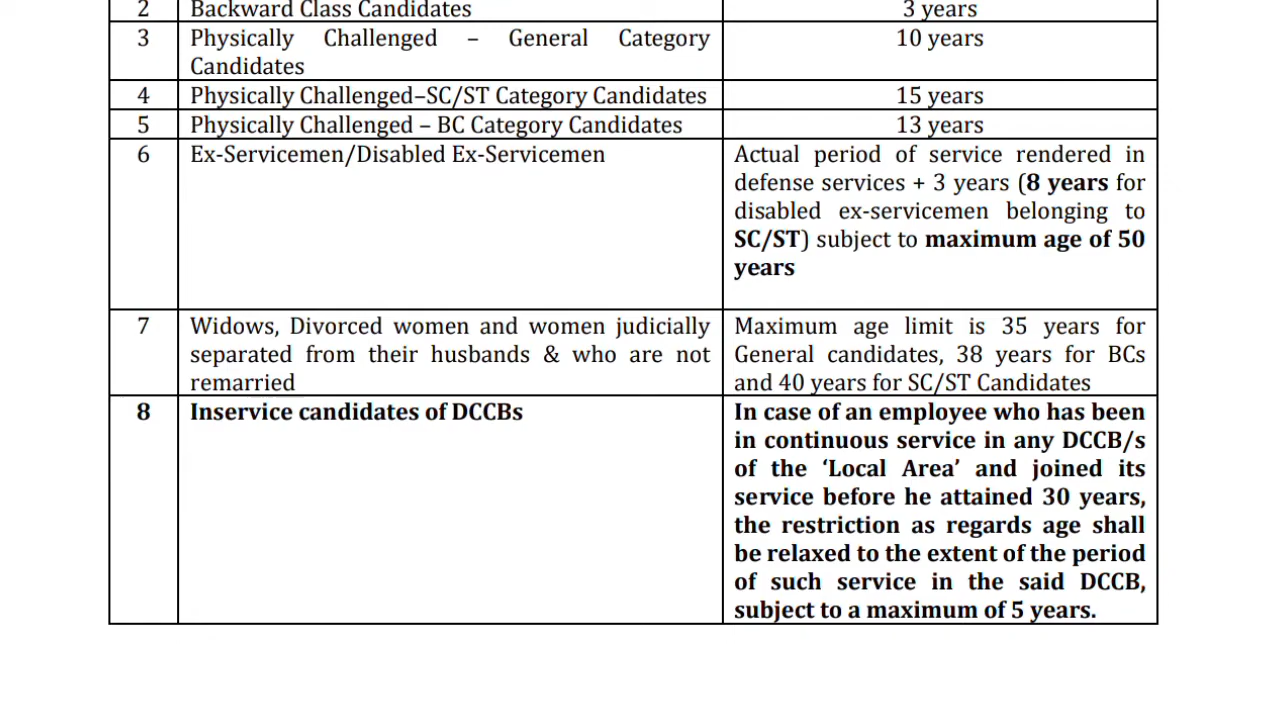 2 Backward Class Candidates 3 years
3 Physically Challenged – General Category 10 years
Candidates
4 Physically Challenged–SC/ST Category Candidates 15 years
5 Physically Challenged – BC Category Candidates 13 years
6 Ex-Servicemen/Disabled Ex-Servicemen Actual period of service rendered in
defense services + 3 years (8 years for
disabled ex-servicemen belonging to
SC/ST) subject to maximum age of 50
years
7 Widows, Divorced women and women judicially Maximum age limit is 35 years for
separated from their husbands & who are not General candidates, 38 years for BCs
remarried and 40 years for SC/ST Candidates
8 Inservice candidates of DCCBs In case of an employee who has been
in continuous service in any DCCB/s
of the ‘Local Area’ and joined its
service before he attained 30 years,
the restriction as regards age shall
be relaxed to the extent of the period
of such service in the said DCCB,
subject to a maximum of 5 years.